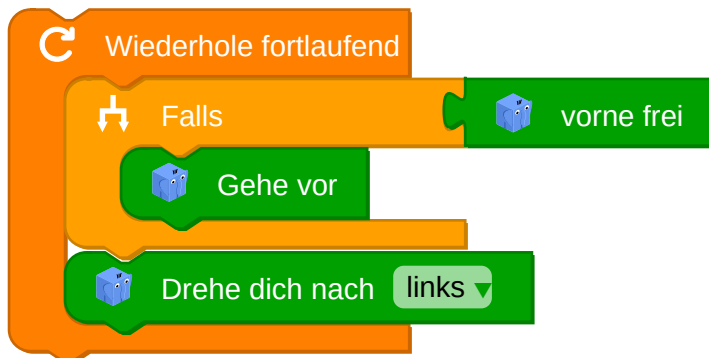 Wiederhole fortlaufend
Falls vorne frei
Gehe vor
Drehe dich nach links